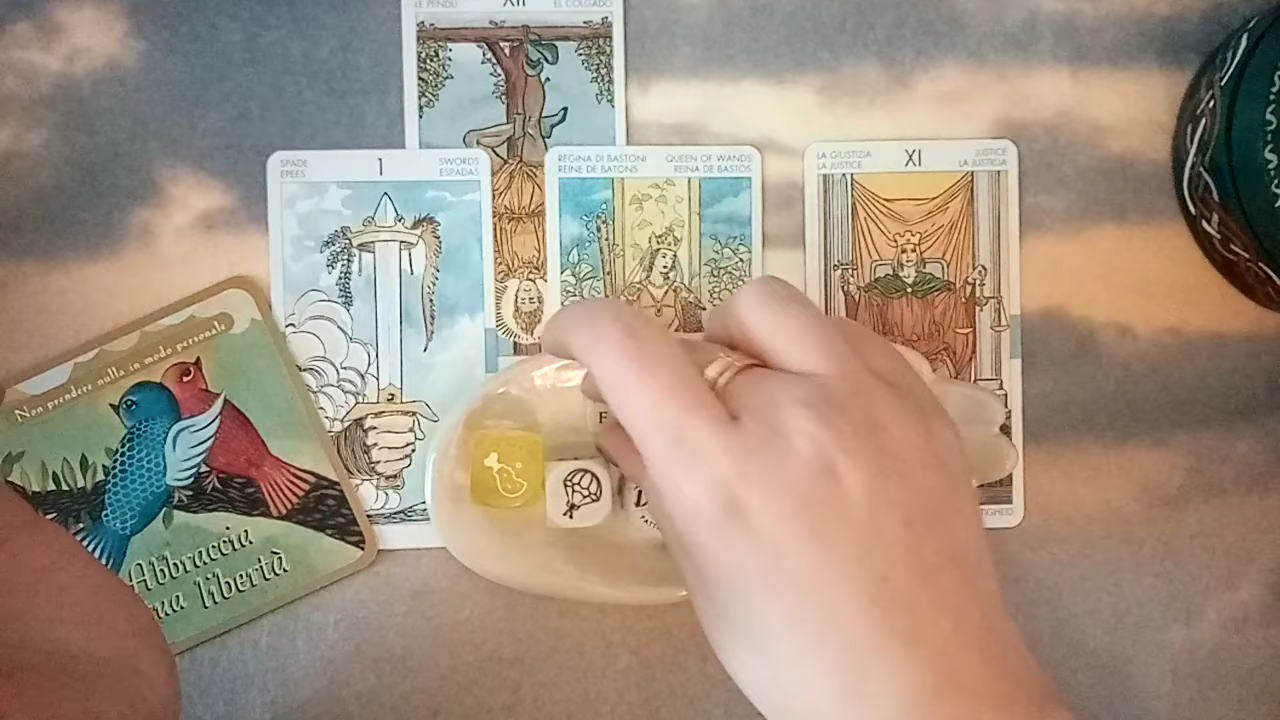 LE PENDU XII EL COLGADO
SPADE 1 SWORDS
EPEES ESPADAS
REGINA DI BASTONI QUEEN OF WANDS
REINE DE BATONS REINA DE BASTOS
LA GIUSTIZIA XI JUSTICE
LA JUSTICE LA JUSTICIA
Non prendere nulla in modo personale
Abbraccia
tua libertà
F